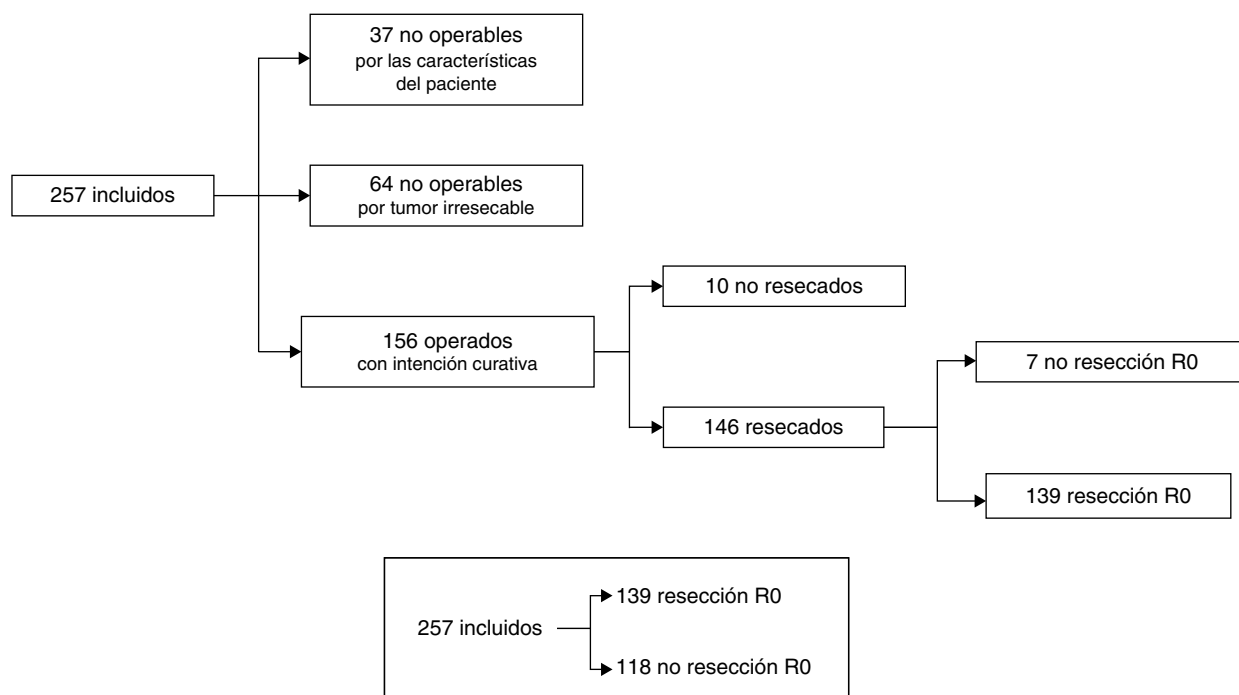 37 no operables
por las características
del paciente
257 incluidos
64 no operables
por tumor irresecable
10 no resecados
156 operados
con intención curativa
7 no resección R0
146 resecados
139 resección R0
139 resección R0
257 incluidos
118 no resección R0